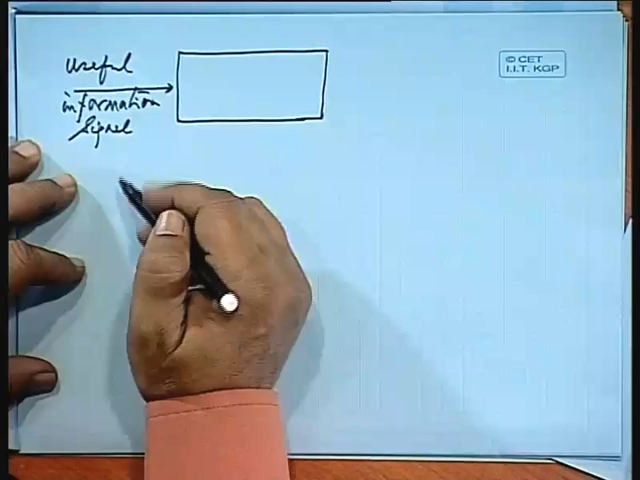 useful
information
signal
© CET
I.I.T. KGP